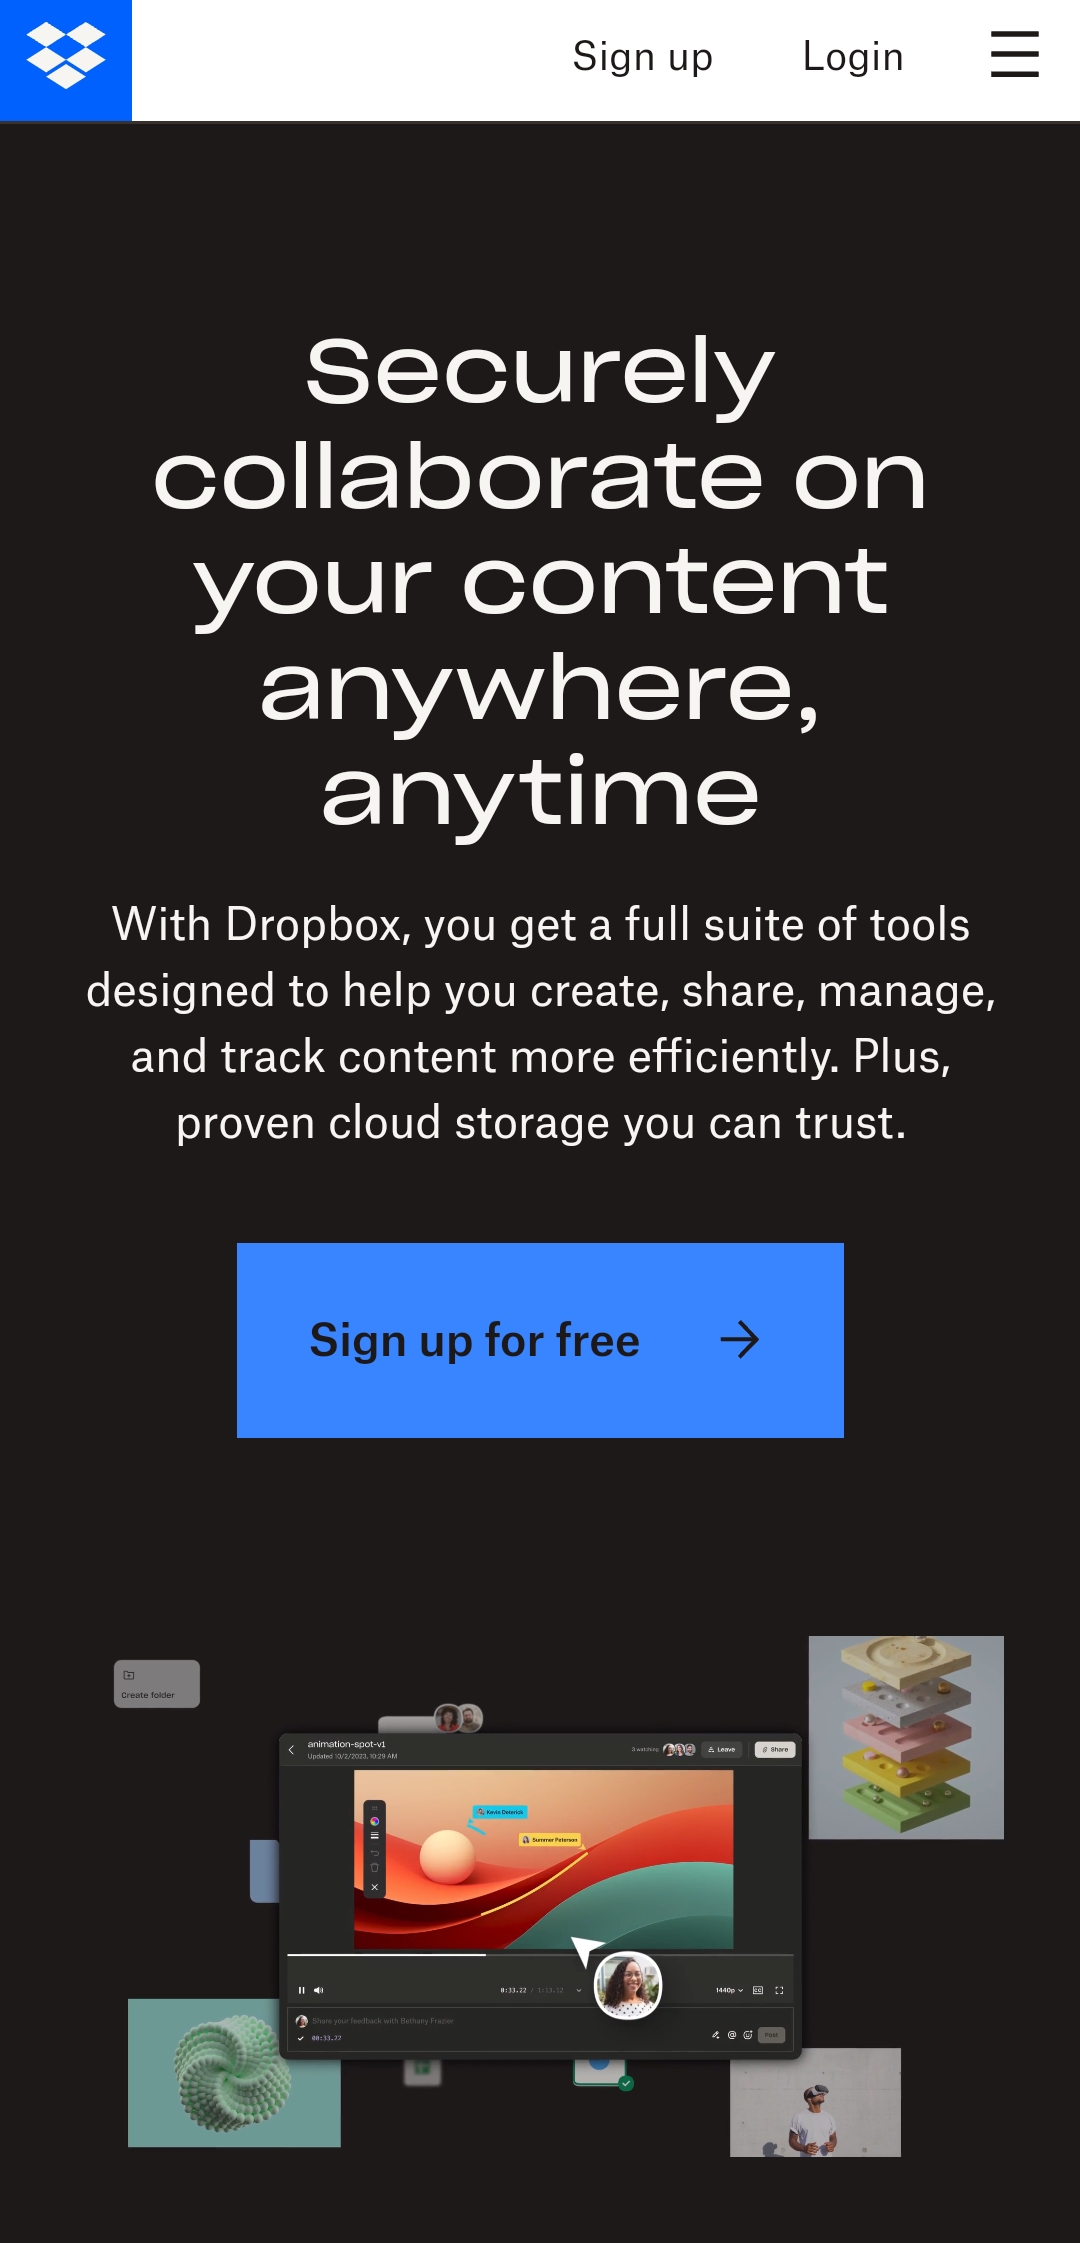 Sign up
Login
Securely
collaborate on
your content
anywhere,
anytime
With Dropbox, you get a full suite of tools
designed to help you create, share, manage,
and track content more efficiently. Plus,
proven cloud storage you can trust.
Sign up for free
Create folder
animation-spot-v1
Updated 10/2/2023, 10:29 AM
3 watching
Leave
Share
Kevin Deterick
Summer Peterson
0:33.22 / 1:13.12
1440p
CC
Share your feedback with Bethany Frazier
00:33.22
Post